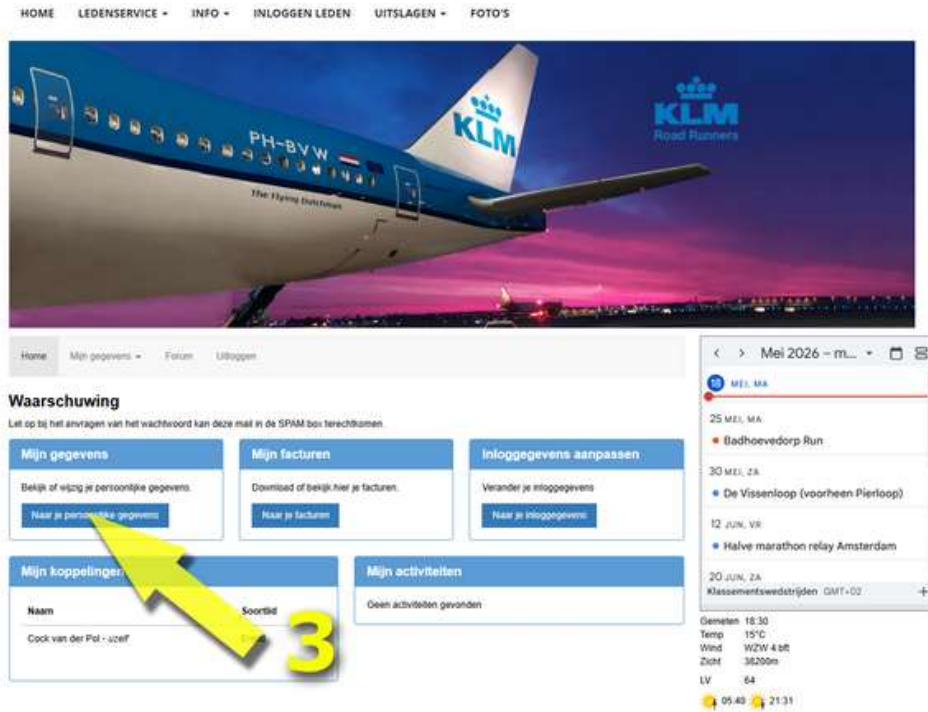 HOME LEDENSERVICE INFO INLOGGEN LEDEN UITSLAGEN FOTO'S
PH-BVW
The Flying Dutchman
KLM
KLM
Road Runners
Home Mijn gegevens Forum Uitloggen
Waarschuwing
Let op bij het anvragen van het wachtwoord kan deze mail in de SPAM box terechtkomen.
Mijn gegevens
Bekijk of wijzig je persoonlijke gegevens.
Naar je persoonlijke gegevens
Mijn facturen
Download of bekijk hier je facturen.
Naar je facturen
Inloggegevens aanpassen
Verander je inloggegevens
Naar je inloggegevens
Mijn koppelingen
Naam Soortlid
Cock van der Pol - uzelf
3
Mijn activiteiten
Geen activiteiten gevonden
Mei 2026 – m...
18 MEI, MA
25 MEI, MA
Badhoevedorp Run
30 MEI, ZA
De Vissenloop (voorheen Pierloop)
12 JUN, VR
Halve marathon relay Amsterdam
20 JUN, ZA
Klassementswedstrijden GMT+02 +
Gemeten 18:30
Temp 15°C
Wind WZW 4 bft
Zicht 38200m
LV 64
05:40 21:31